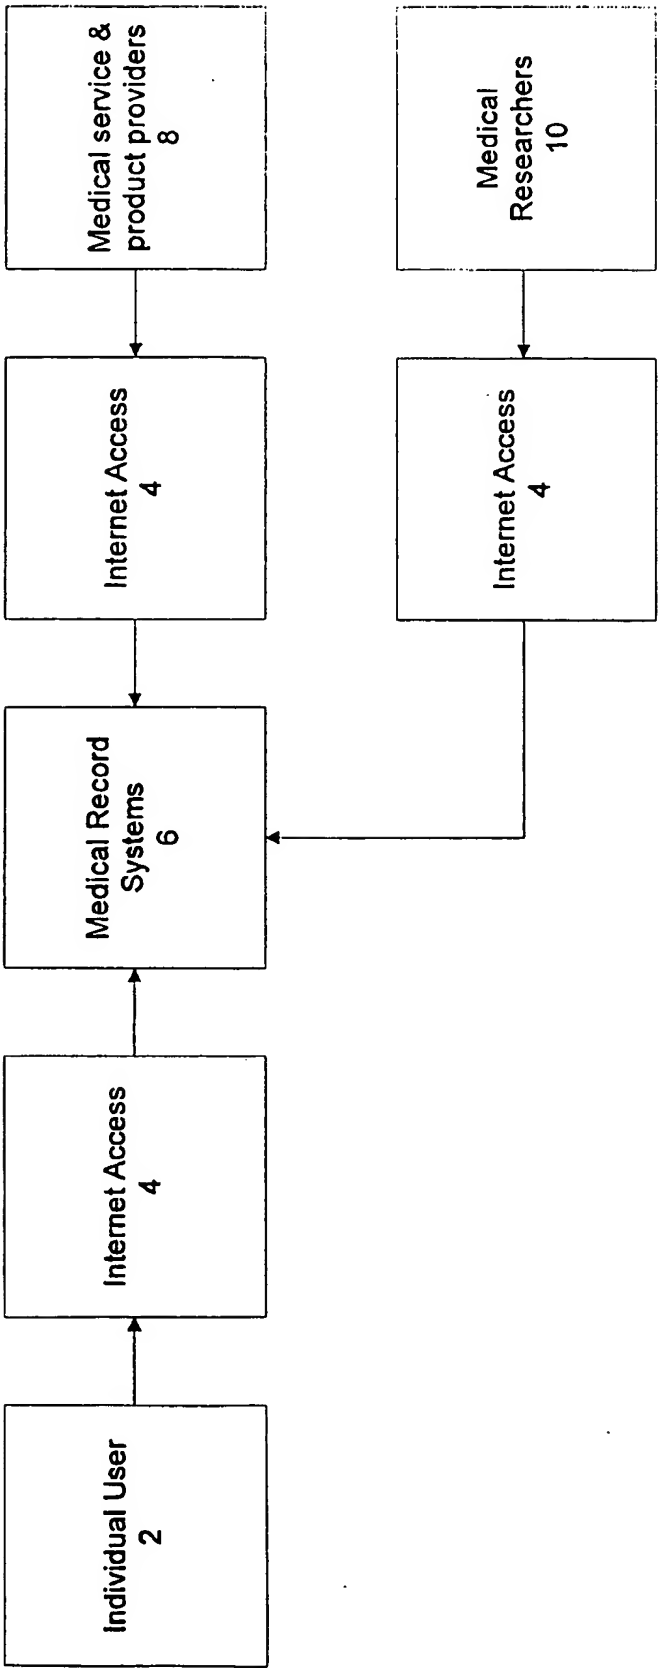 Individual User
2
Internet Access
4
Medical Record
Systems
6
Internet Access
4
Medical service &
product providers
8
Internet Access
4
Medical
Researchers
10